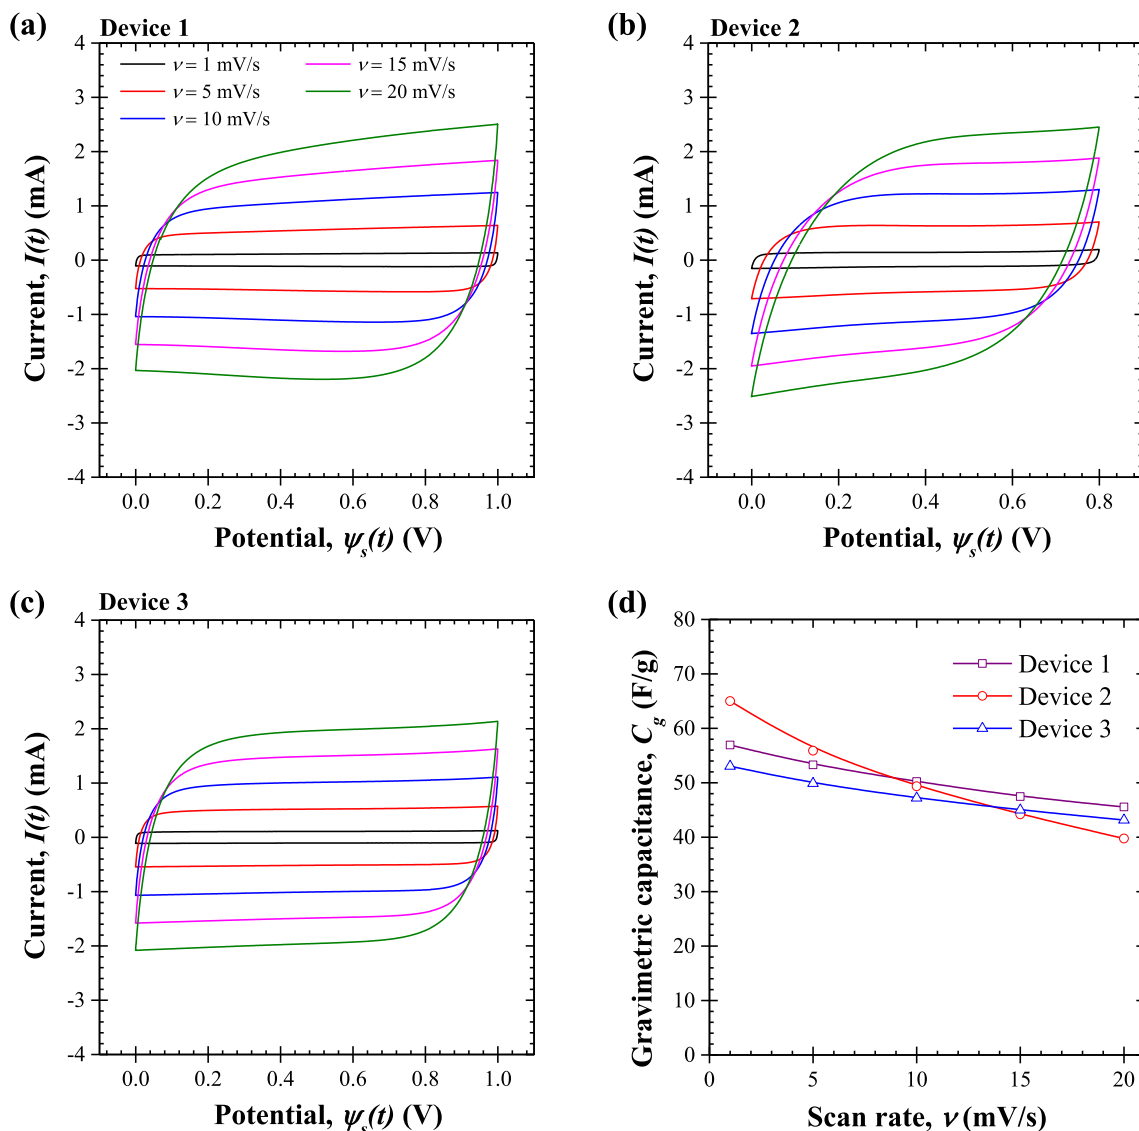 (a) Device 1
ν = 1 mV/s
ν = 15 mV/s
ν = 5 mV/s
ν = 20 mV/s
ν = 10 mV/s
4
3
2
1
0
-1
-2
-3
-4
Current, I(t) (mA)
0.0 0.2 0.4 0.6 0.8 1.0
Potential, ψs(t) (V)
(b) Device 2
4
3
2
1
0
-1
-2
-3
-4
Current, I(t) (mA)
0.0 0.2 0.4 0.6 0.8
Potential, ψs(t) (V)
(c) Device 3
4
3
2
1
0
-1
-2
-3
-4
Current, I(t) (mA)
0.0 0.2 0.4 0.6 0.8 1.0
Potential, ψs(t) (V)
(d)
Device 1
Device 2
Device 3
80
70
60
50
40
30
20
10
0
Gravimetric capacitance, Cg (F/g)
0 5 10 15 20
Scan rate, ν (mV/s)